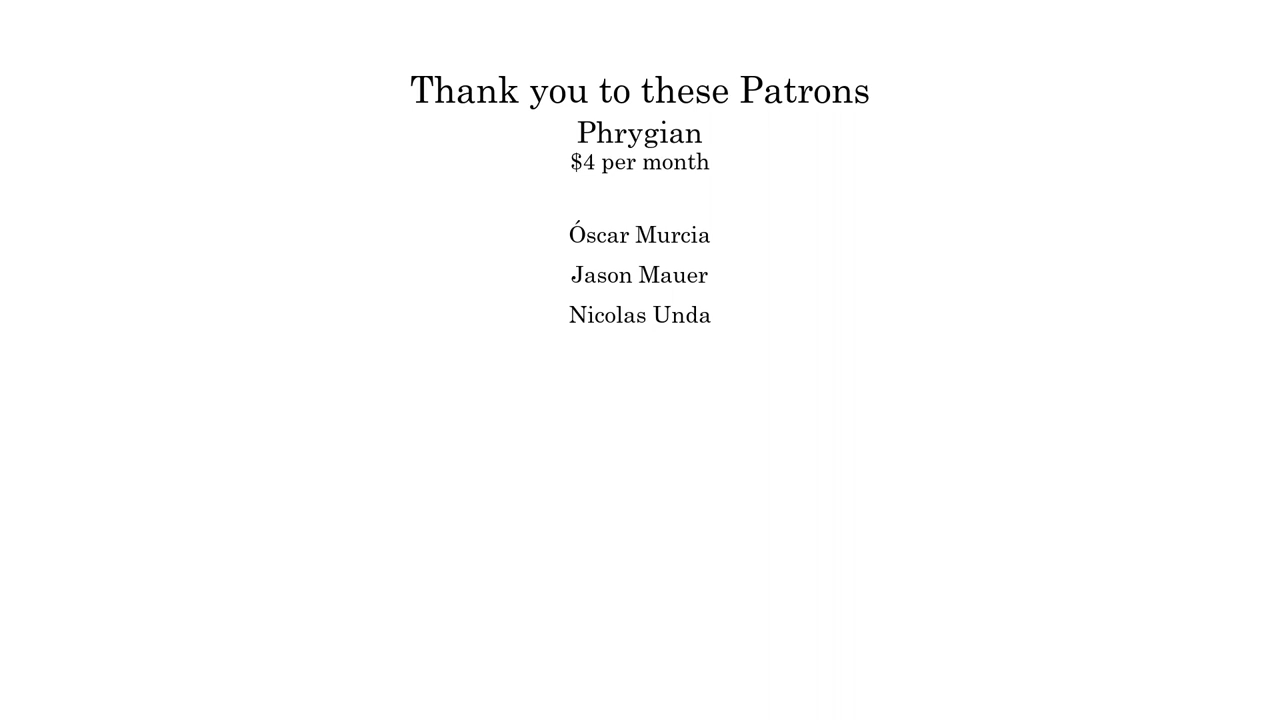 Thank you to these Patrons
Phrygian
$4 per month
Óscar Murcia
Jason Mauer
Nicolas Unda